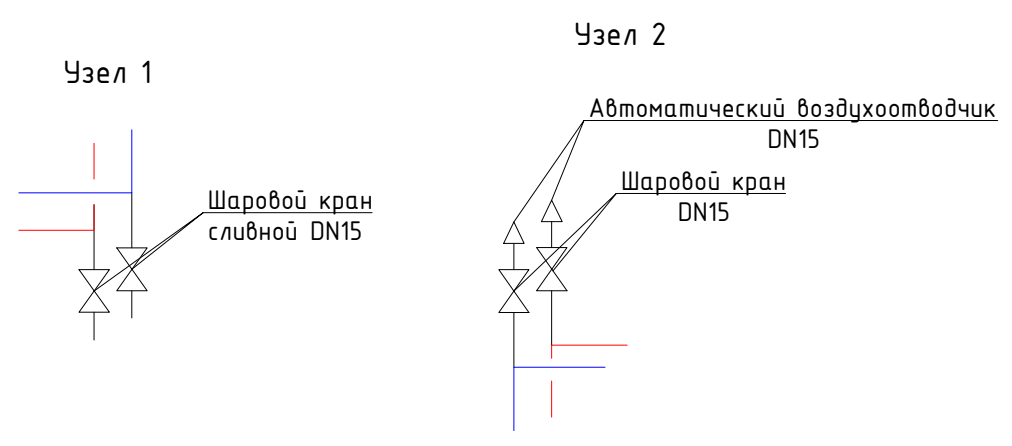 Узел 1
Шаровой кран
сливной DN15
Узел 2
Автоматический воздухоотводчик
DN15
Шаровой кран
DN15